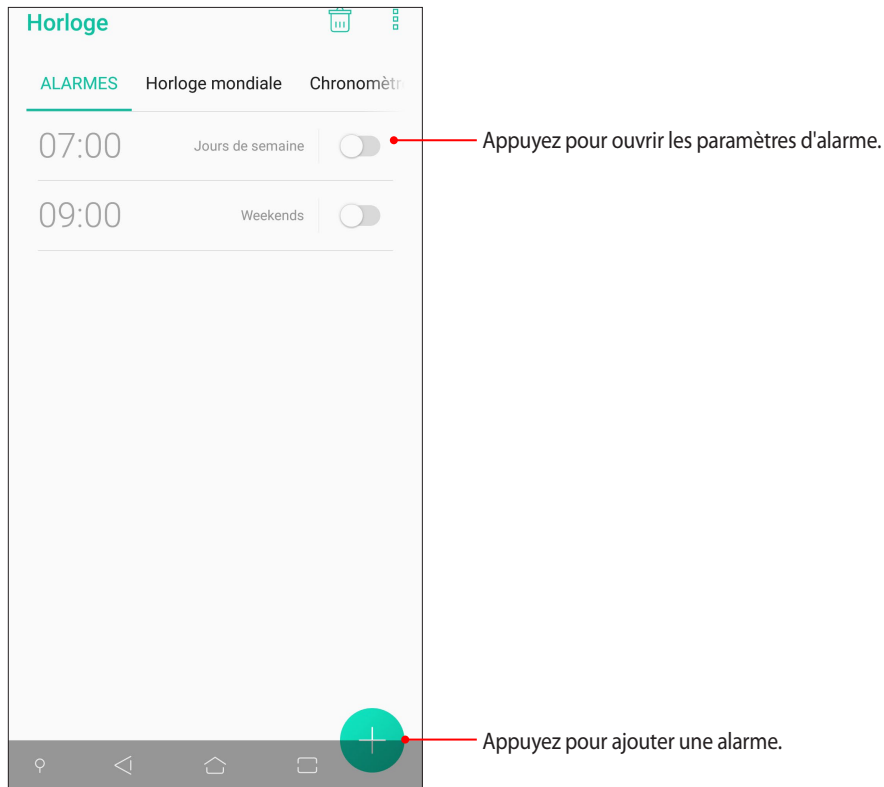 Horloge
ALARMES Horloge mondiale Chronomètr
07:00 Jours de semaine
Appuyez pour ouvrir les paramètres d'alarme.
09:00 Weekends
Appuyez pour ajouter une alarme.